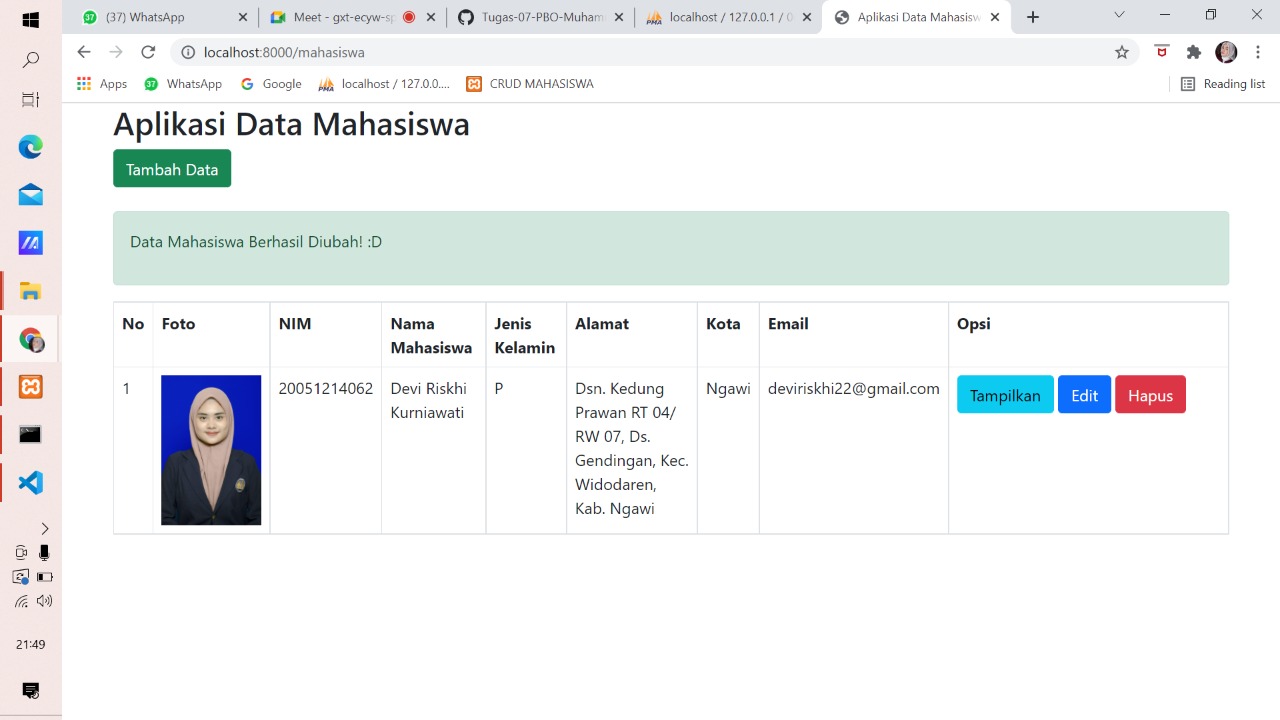 (37) WhatsApp
Meet - gxt-ecyw-sp
Tugas-07-PBO-Muham
localhost / 127.0.0.1 / 0
Aplikasi Data Mahasisw
localhost:8000/mahasiswa
Apps
37
WhatsApp
Google
localhost / 127.0.0....
CRUD MAHASISWA
Reading list
Aplikasi Data Mahasiswa
Tambah Data
Data Mahasiswa Berhasil Diubah! :D
No Foto NIM Nama Mahasiswa Jenis Kelamin Alamat Kota Email Opsi
1 20051214062 Devi Riskhi Kurniawati P Dsn. Kedung Prawan RT 04/ RW 07, Ds. Gendingan, Kec. Widodaren, Kab. Ngawi Ngawi deviriskhi22@gmail.com Tampilkan Edit Hapus
21:49